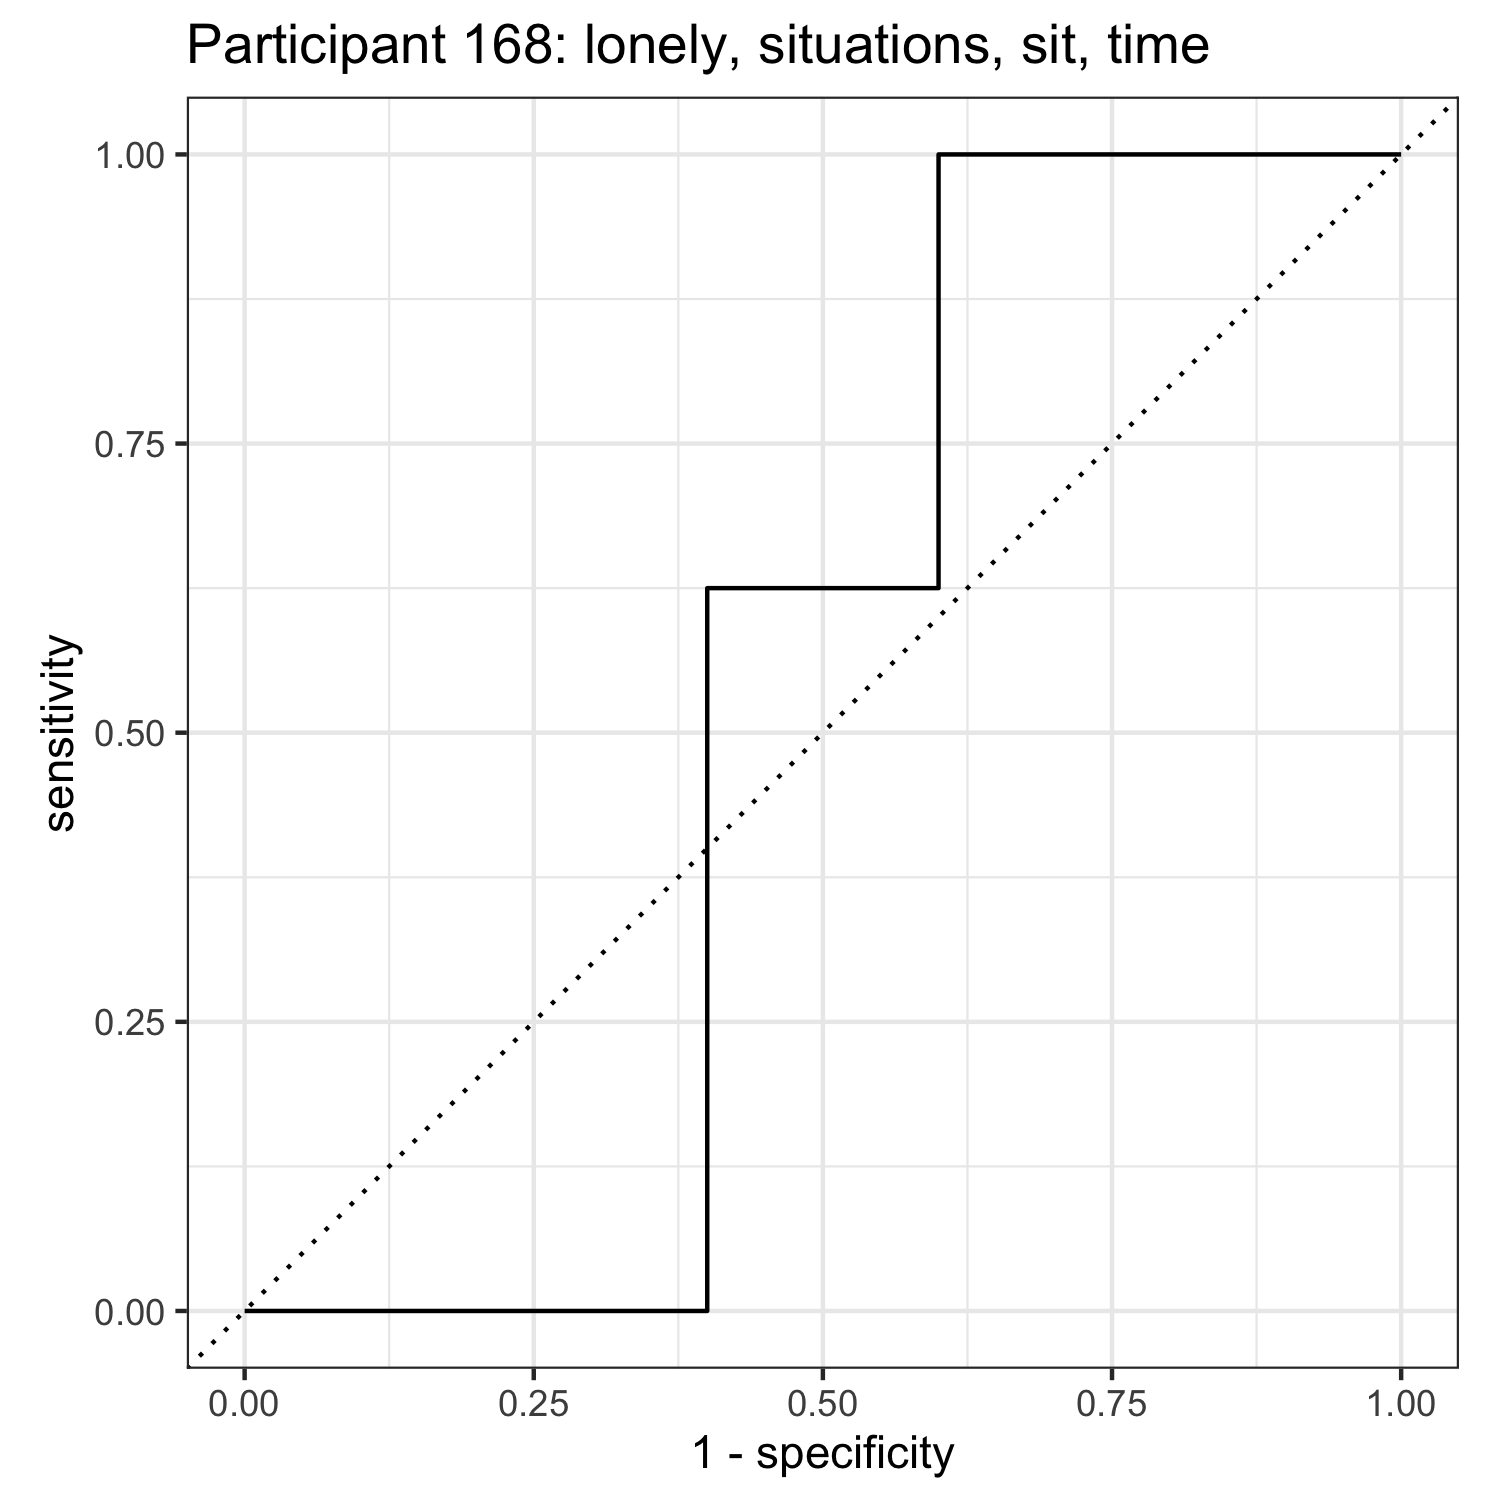 Participant 168: lonely, situations, sit, time
1.00
0.75
0.50
0.25
0.00
sensitivity
0.00 0.25 0.50 0.75 1.00
1 - specificity